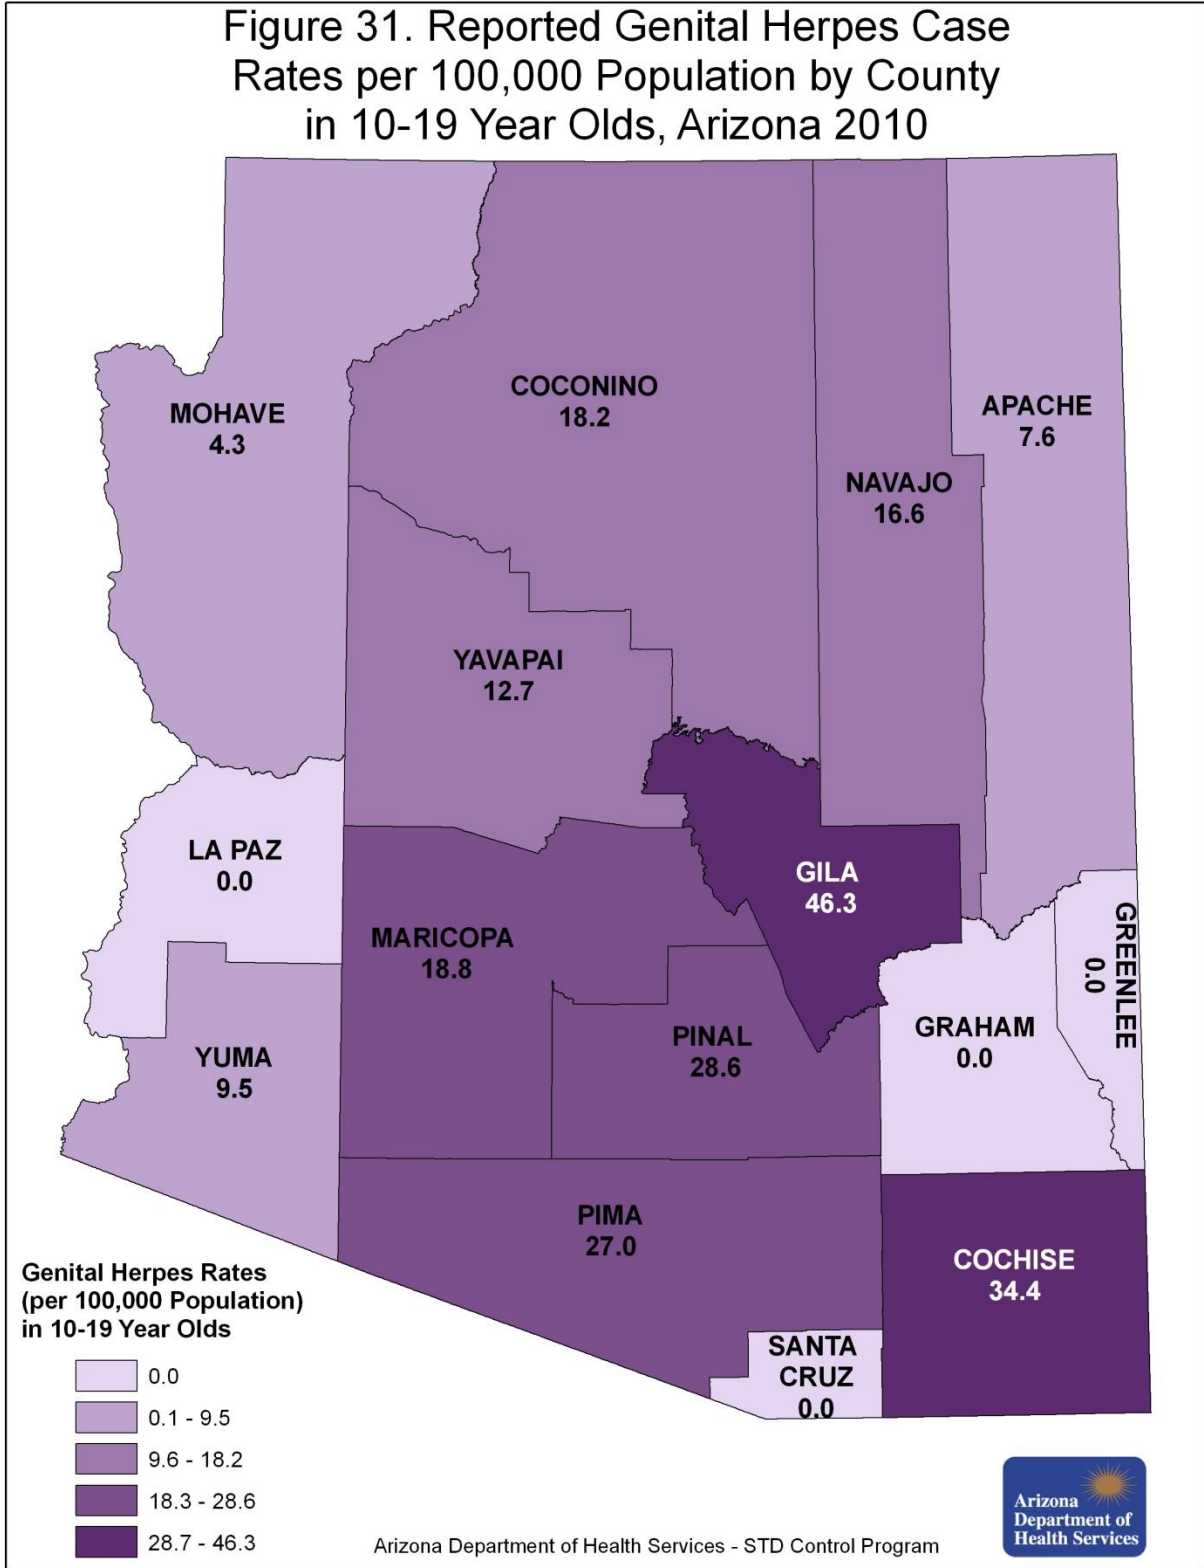 Figure 31. Reported Genital Herpes Case
Rates per 100,000 Population by County
in 10-19 Year Olds, Arizona 2010
MOHAVE
4.3
COCONINO
18.2
APACHE
7.6
NAVAJO
16.6
YAVAPAI
12.7
LA PAZ
0.0
GILA
46.3
MARICOPA
18.8
GREENLEE
0.0
GRAHAM
0.0
PINAL
28.6
YUMA
9.5
PIMA
27.0
COCHISE
34.4
SANTA
CRUZ
0.0
Genital Herpes Rates
(per 100,000 Population)
in 10-19 Year Olds
0.0
0.1 - 9.5
9.6 - 18.2
18.3 - 28.6
28.7 - 46.3
Arizona Department of Health Services - STD Control Program
Arizona
Department of
Health Services